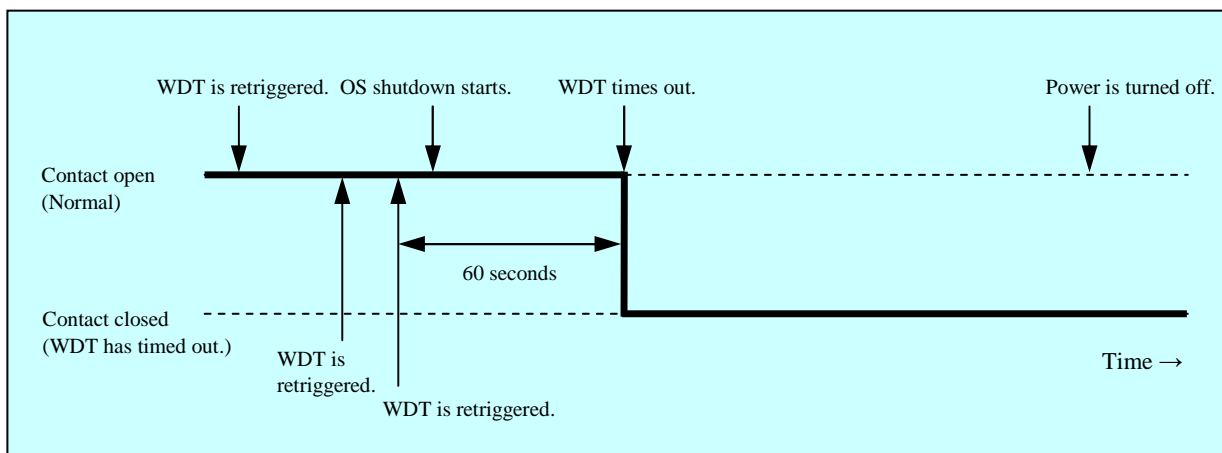 WDT is retriggered.
OS shutdown starts.
WDT times out.
Power is turned off.
Contact open
(Normal)
60 seconds
Contact closed
(WDT has timed out.)
WDT is
retriggered.
WDT is retriggered.
Time →